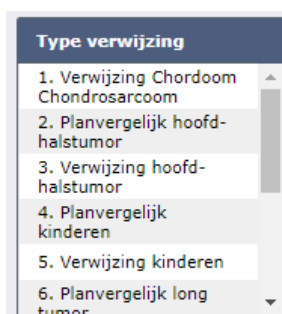 Type verwijzing
1. Verwijzing Chordoom
Chondrosarcoom
2. Planvergelijk hoofd-
halstumor
3. Verwijzing hoofd-
halstumor
4. Planvergelijk
kinderen
5. Verwijzing kinderen
6. Planvergelijk long
tumor